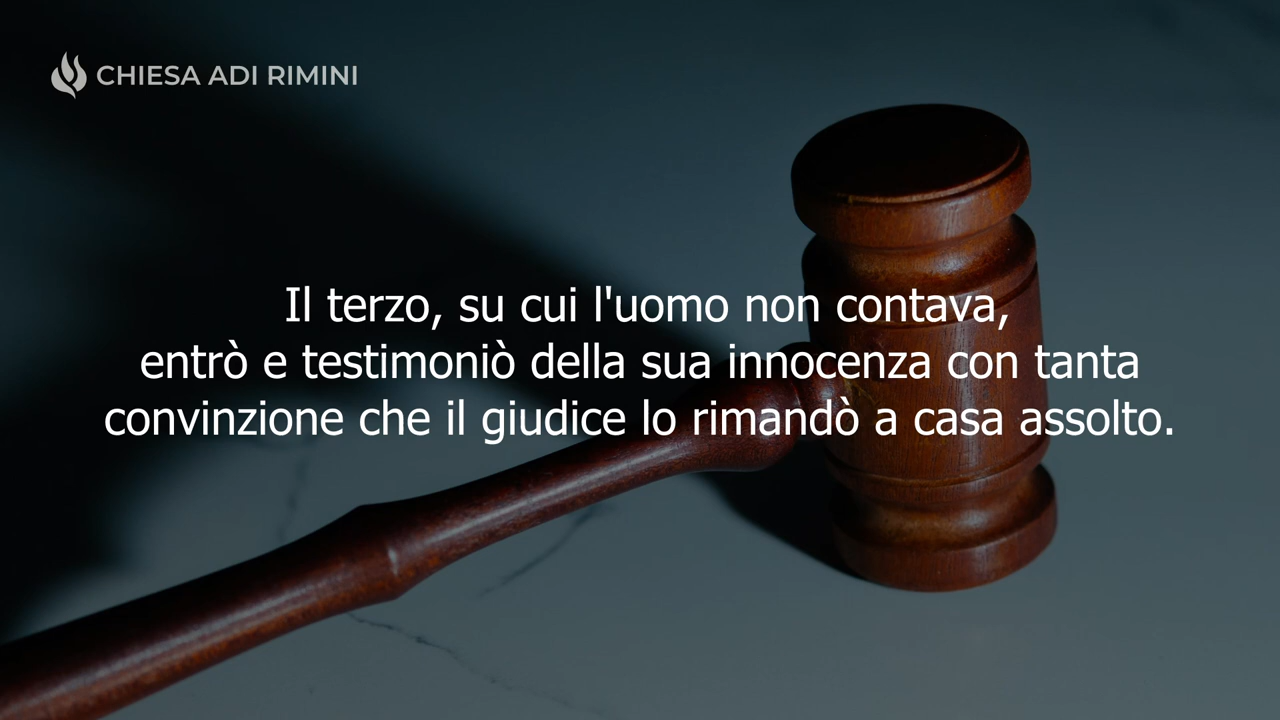 CHIESA ADI RIMINI
Il terzo, su cui l'uomo non contava,
entrò e testimoniò della sua innocenza con tanta
convinzione che il giudice lo rimandò a casa assolto.